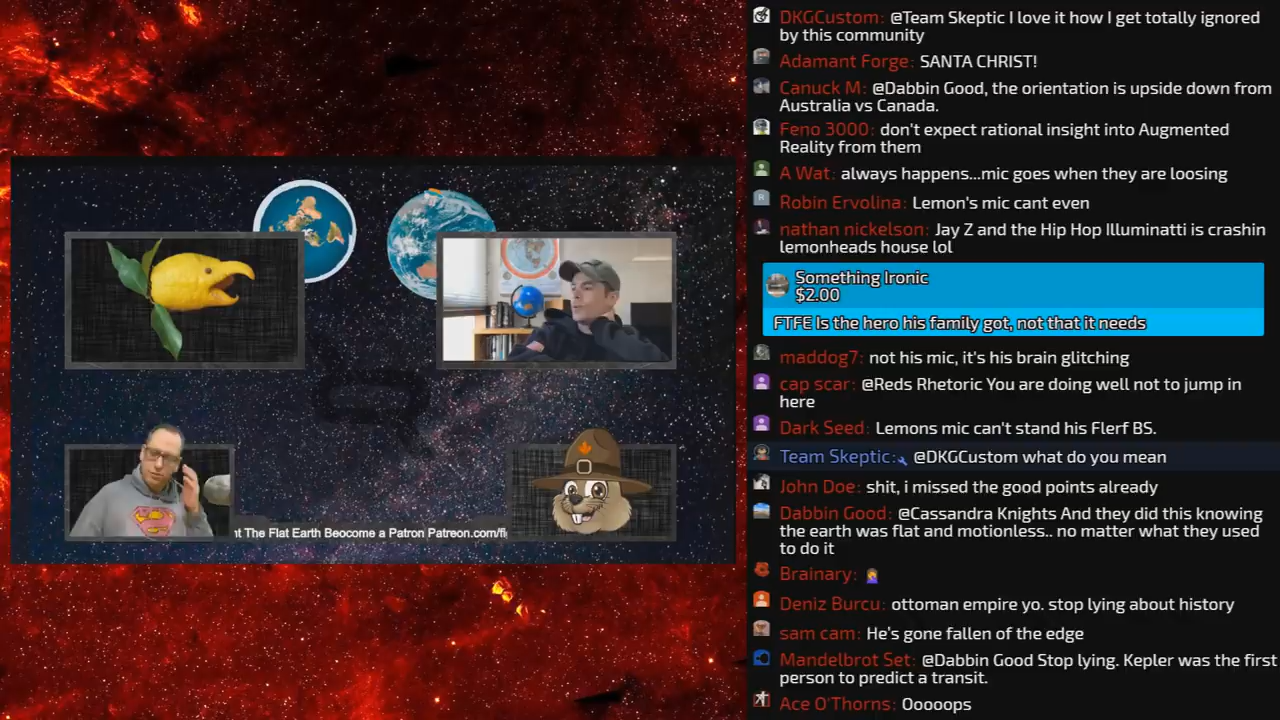 DKGCustom: @Team Skeptic I love it how I get totally ignored
by this community
Adamant Forge: SANTA CHRIST!
Canuck M: @Dabbin Good, the orientation is upside down from
Australia vs Canada.
Feno 3000: don't expect rational insight into Augmented
Reality from them
A Wat: always happens...mic goes when they are loosing
R
Robin Ervolina: Lemon's mic cant even
nathan nickelson: Jay Z and the Hip Hop Illuminatti is crashin
lemonheads house lol
Something Ironic
$2.00
FTFE Is the hero his family got, not that it needs
maddog7: not his mic, it's his brain glitching
cap scar: @Reds Rhetoric You are doing well not to jump in
here
Dark Seed: Lemons mic can't stand his Flerf BS.
Team Skeptic: @DKGCustom what do you mean
John Doe: shit, i missed the good points already
Dabbin Good: @Cassandra Knights And they did this knowing
the earth was flat and motionless.. no matter what they used
to do it
Brainary:
Deniz Burcu: ottoman empire yo. stop lying about history
sam cam: He's gone fallen of the edge
Mandelbrot Set: @Dabbin Good Stop lying. Kepler was the first
person to predict a transit.
Ace O'Thorns: Ooooops
nt The Flat Earth Beocome a Patron Patreon.com/fi